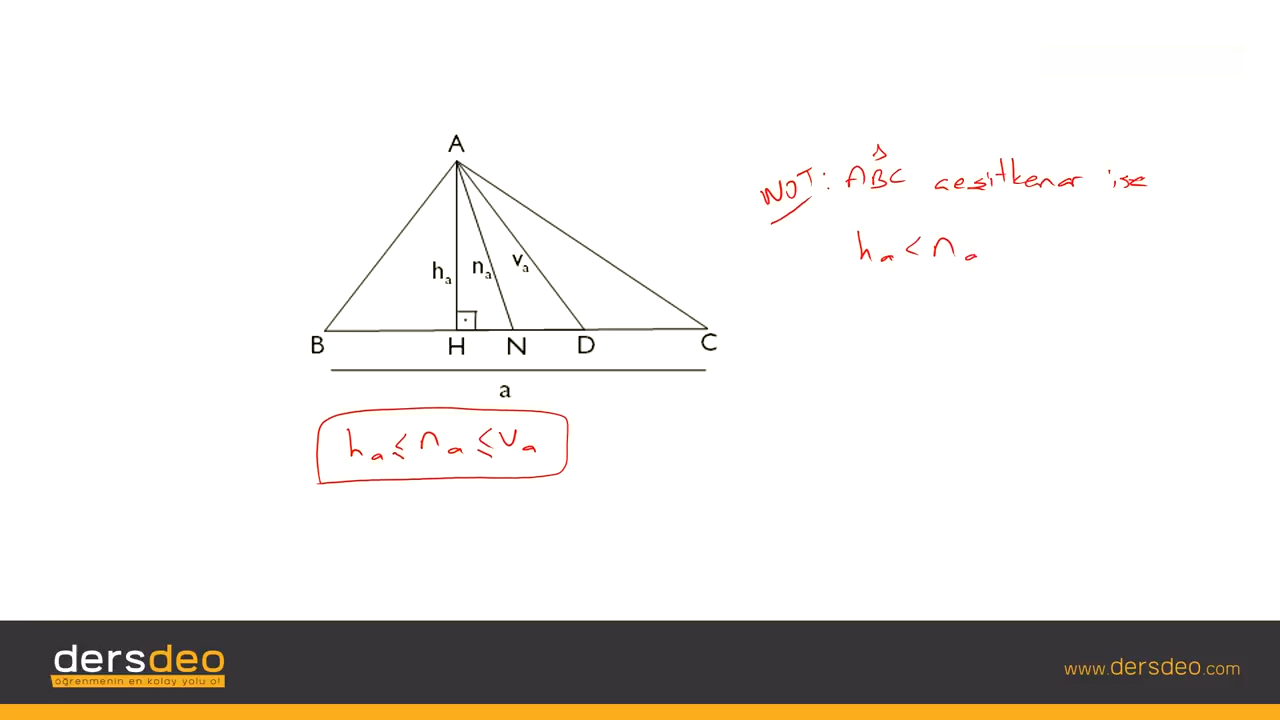 A
NOT: ABC çeşitkenar ise
hₐ < nₐ
hₐ nₐ vₐ
B H N D C
a
hₐ ≤ nₐ ≤ vₐ
dersdeo
öğrenmenin en kolay yolu o!
www.dersdeo.com